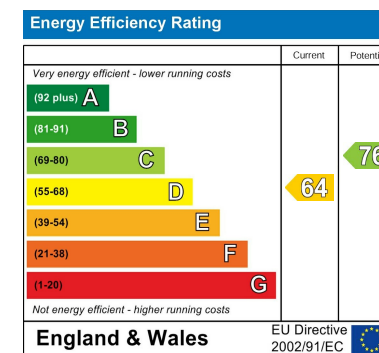 Energy Efficiency Rating
Current Potenti
Very energy efficient - lower running costs
(92 plus) A
(81-91) B
(69-80) C 76
(55-68) D 64
(39-54) E
(21-38) F
(1-20) G
Not energy efficient - higher running costs
England & Wales
EU Directive
2002/91/EC